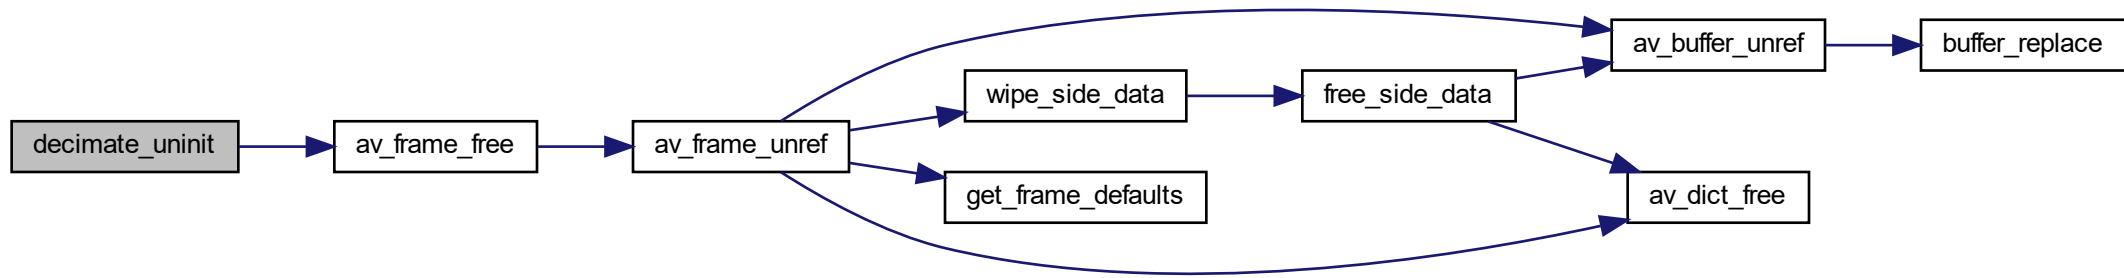 decimate_uninit
av_frame_free
av_frame_unref
wipe_side_data
get_frame_defaults
free_side_data
av_buffer_unref
av_dict_free
buffer_replace